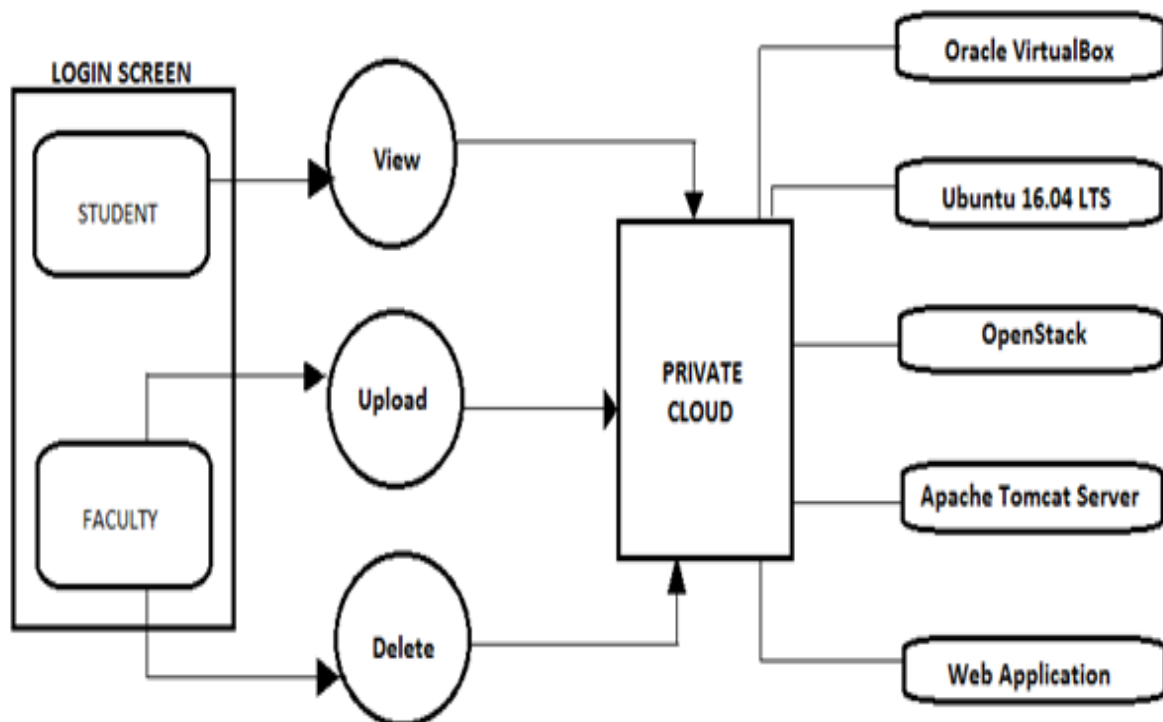 LOGIN SCREEN
STUDENT
FACULTY
View
Upload
Delete
PRIVATE
CLOUD
Oracle VirtualBox
Ubuntu 16.04 LTS
OpenStack
Apache Tomcat Server
Web Application